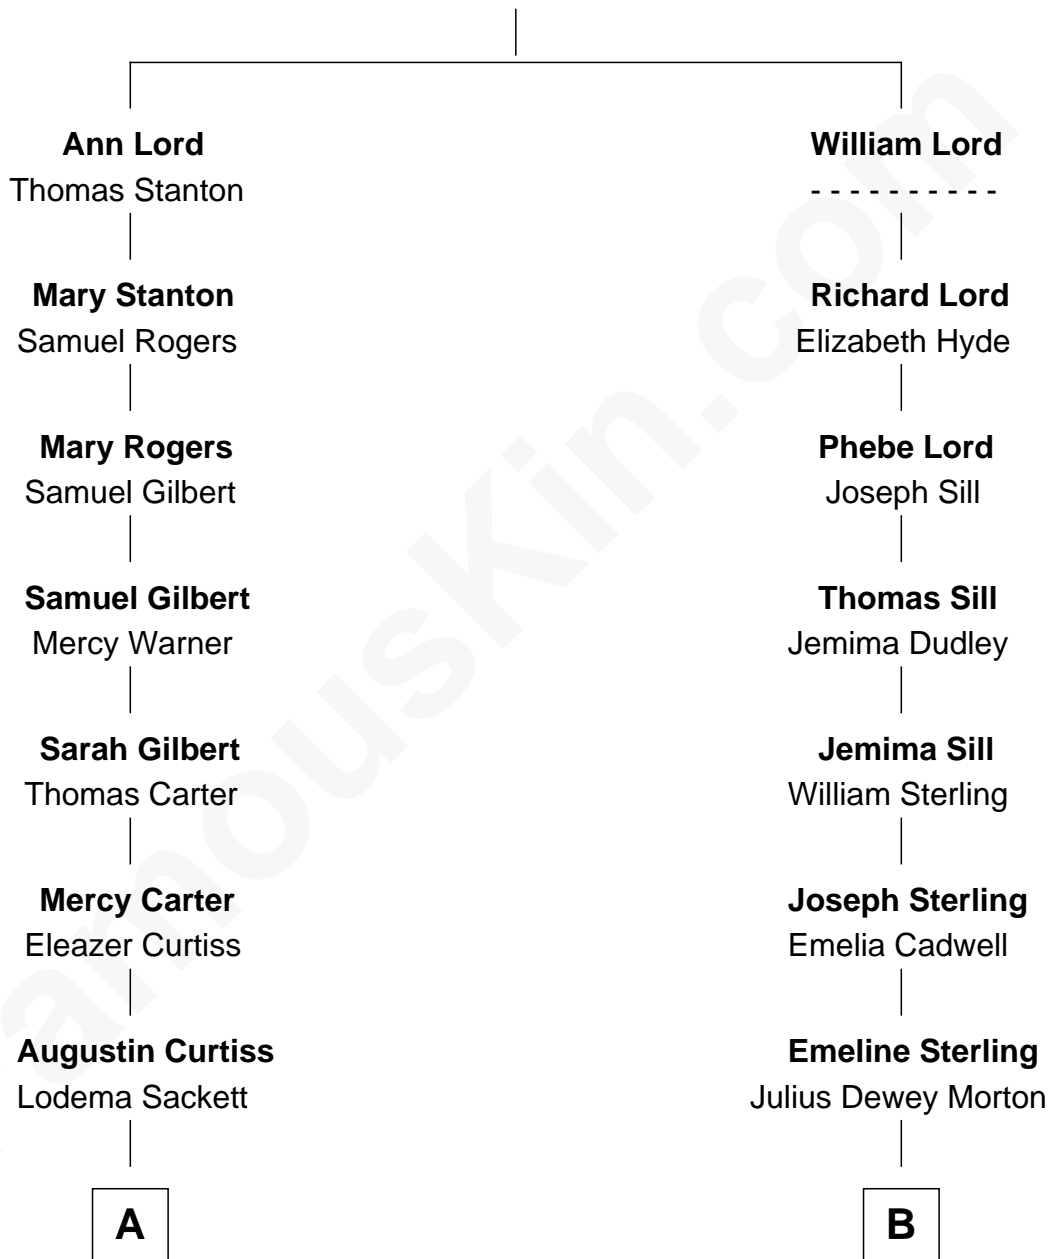 Ann Lord
Thomas Stanton
William Lord
- - - - - - - - - -
Mary Stanton
Samuel Rogers
Richard Lord
Elizabeth Hyde
Mary Rogers
Samuel Gilbert
Phebe Lord
Joseph Sill
Samuel Gilbert
Mercy Warner
Thomas Sill
Jemima Dudley
Sarah Gilbert
Thomas Carter
Jemima Sill
William Sterling
Mercy Carter
Eleazer Curtiss
Joseph Sterling
Emelia Cadwell
Augustin Curtiss
Lodema Sackett
Emeline Sterling
Julius Dewey Morton
A
B
amouskin.com